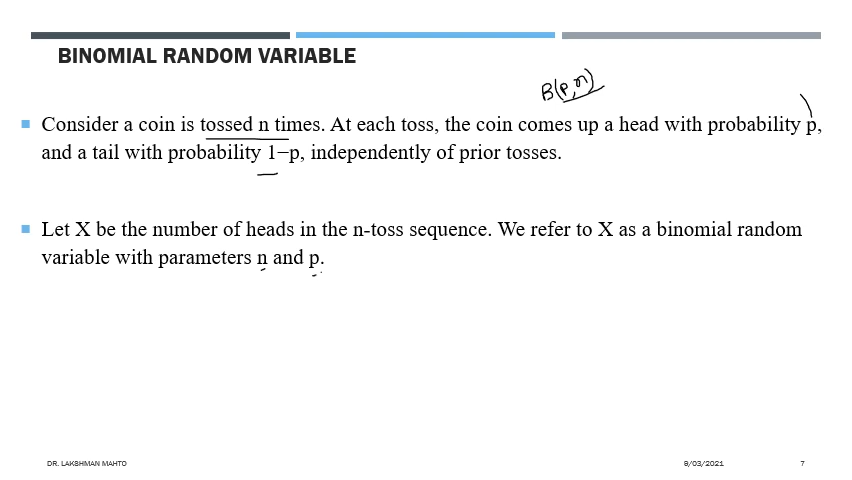 BINOMIAL RANDOM VARIABLE
B(p,n)
Consider a coin is tossed n times. At each toss, the coin comes up a head with probability p,
and a tail with probability 1−p, independently of prior tosses.
Let X be the number of heads in the n-toss sequence. We refer to X as a binomial random
variable with parameters n and p.
DR. LAKSHMAN MAHTO
9/03/2021
7